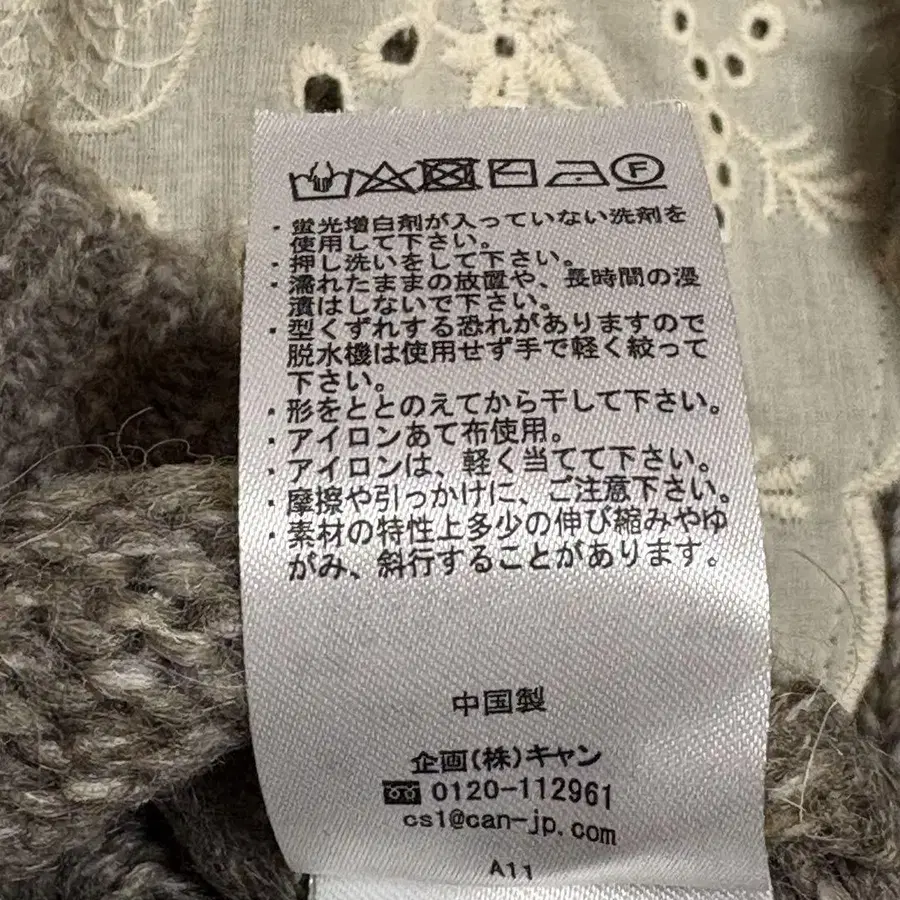 F
・蛍光増白剤が入っていない洗剤を
使用して下さい。
・押し洗いをして下さい。
・濡れたままの放置や、長時間の浸
漬はしないで下さい。
・型くずれする恐れがありますので
脱水機は使用せず手で軽く絞って
下さい。
・形をととのえてから干して下さい。
・アイロンあて布使用。
・アイロンは、軽く当てて下さい。
・摩擦や引っかけに、ご注意下さい。
・素材の特性上多少の伸び縮みやゆ
がみ、斜行することがあります。
中国製
企画(株)キャン
0120-112961
cs1@can-jp.com
A11